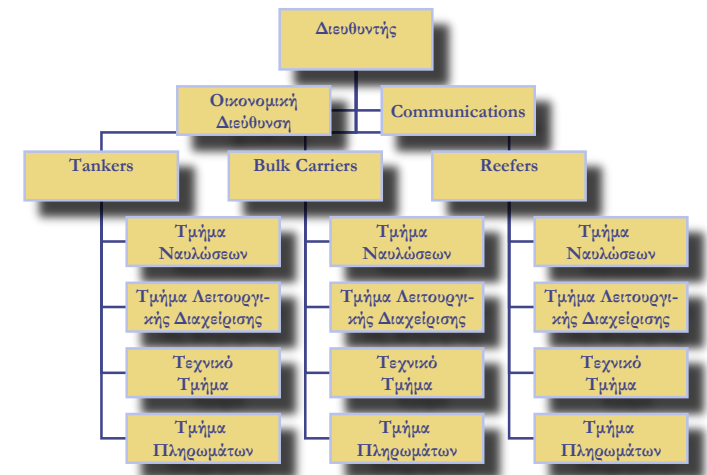 Διευθυντής
Οικονομική
Διεύθυνση
Communications
Tankers
Bulk Carriers
Reefers
Τμήμα
Ναυλώσεων
Τμήμα
Ναυλώσεων
Τμήμα
Ναυλώσεων
Τμήμα Λειτουργι-
κής Διαχείρισης
Τμήμα Λειτουργι-
κής Διαχείρισης
Τμήμα Λειτουργι-
κής Διαχείρισης
Τεχνικό
Τμήμα
Τεχνικό
Τμήμα
Τεχνικό
Τμήμα
Τμήμα
Πληρωμάτων
Τμήμα
Πληρωμάτων
Τμήμα
Πληρωμάτων